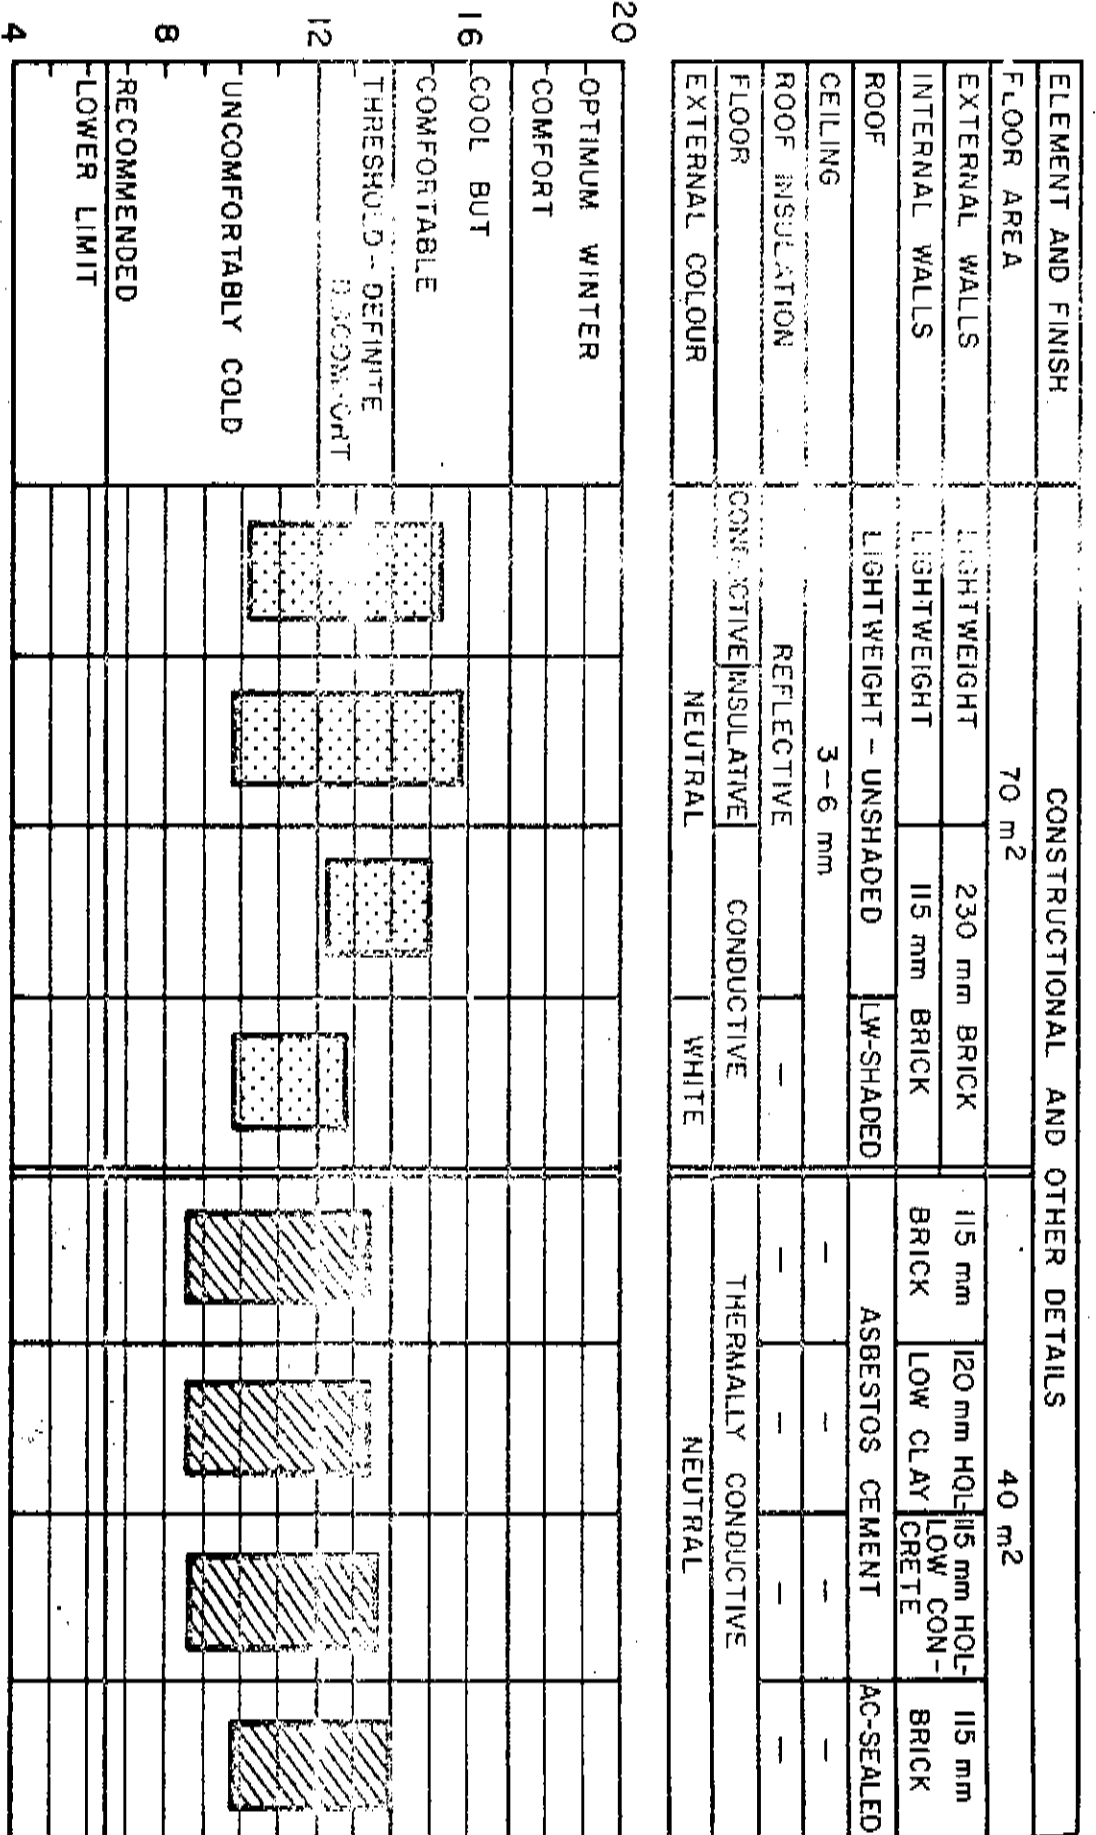 ELEMENT AND FINISH
CONSTRUCTIONAL AND OTHER DETAILS
FLOOR AREA
70 m²
40 m²
EXTERNAL WALLS
LIGHTWEIGHT
230 mm BRICK
115 mm
120 mm HOL-
115 mm HOL-
115 mm
INTERNAL WALLS
LIGHTWEIGHT
115 mm BRICK
BRICK
LOW CLAY
LOW CON-
CRETE
BRICK
ROOF
LIGHTWEIGHT - UNSHADED
LW-SHADED
ASBESTOS CEMENT
AC-SEALED
CEILING
3-6 mm
-
-
-
-
ROOF INSULATION
REFLECTIVE
-
-
-
-
-
FLOOR
CONDUCTIVE
INSULATIVE
CONDUCTIVE
THERMALLY CONDUCTIVE
EXTERNAL COLOUR
NEUTRAL
WHITE
NEUTRAL
20
OPTIMUM WINTER
COMFORT
16
COOL BUT
COMFORTABLE
THRESHOLD - DEFINITE
DISCOMFORT
12
UNCOMFORTABLY COLD
8
RECOMMENDED
LOWER LIMIT
4